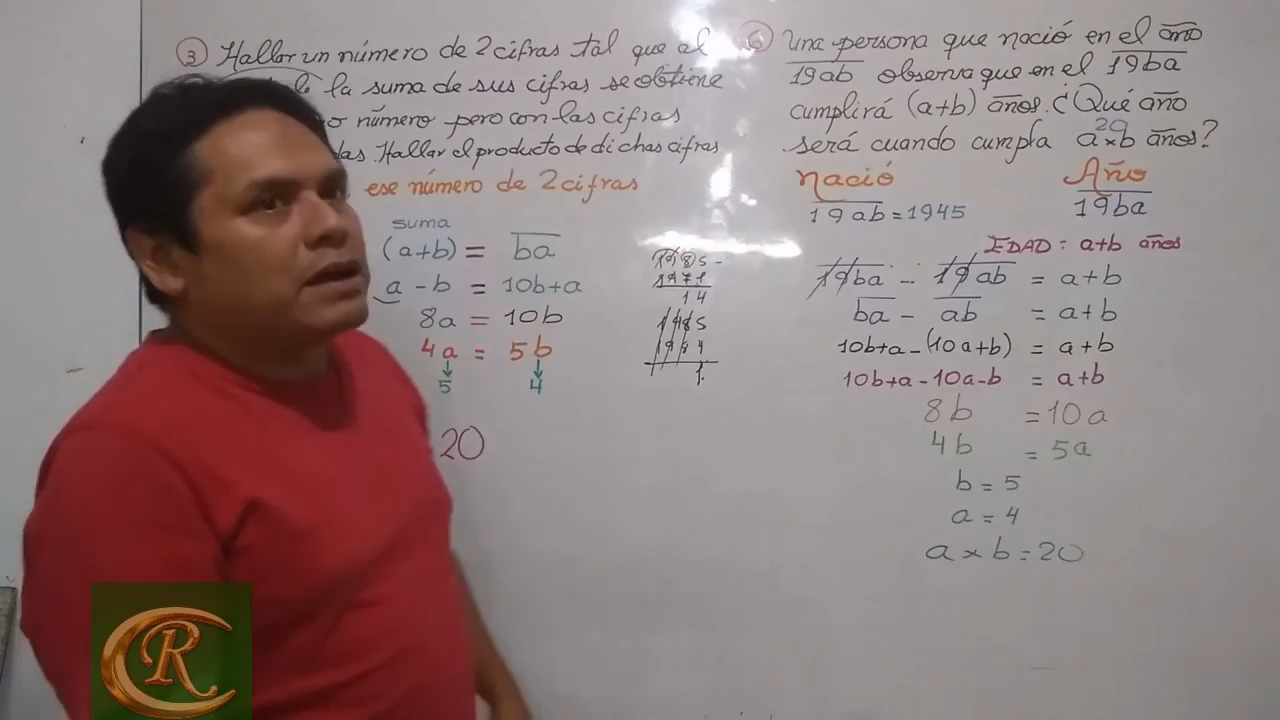 ③ Hallar un número de 2 cifras tal que al
la suma de sus cifras se obtiene
número pero con las cifras
Hallar el producto de dichas cifras
ese número de 2 cifras
suma
(a+b) = ba
a - b = 10b+a
8a = 10b
4a = 5b
5 4
20
1985 -
1971
14
1
⑥ Una persona que nació en el año
19ab observa que en el 19ba
cumplirá (a+b) años. ¿Qué año
será cuando cumpla a x b años?
20
nació Año
19ab = 1945 19ba
EDAD: a+b años
19ba - 19ab = a+b
ba - ab = a+b
10b+a-(10a+b) = a+b
10b+a-10a-b = a+b
8b = 10a
4b = 5a
b = 5
a = 4
a x b = 20
R